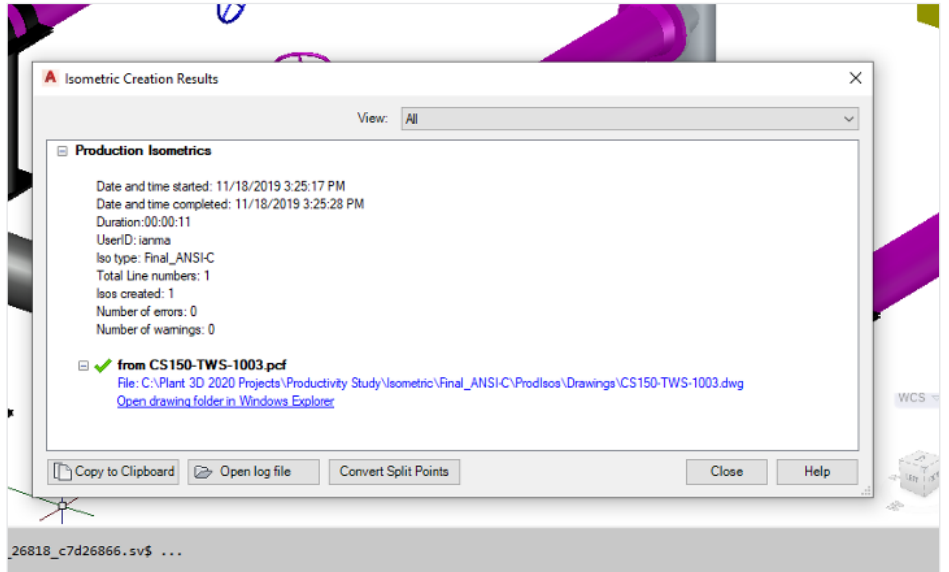 Isometric Creation Results
View: All
Production Isometrics
Date and time started: 11/18/2019 3:25:17 PM
Date and time completed: 11/18/2019 3:25:28 PM
Duration:00:00:11
UserID: ianma
Iso type: Final_ANSI-C
Total Line numbers: 1
Isos created: 1
Number of errors: 0
Number of warnings: 0
from CS150-TWS-1003.pcf
File: C:\Plant 3D 2020 Projects\Productivity Study\Isometric\Final_ANSI-C\ProdIsos\Drawings\CS150-TWS-1003.dwg
Open drawing folder in Windows Explorer
WCS
Copy to Clipboard Open log file Convert Split Points Close Help
_26818_c7d26866.sv$ ...